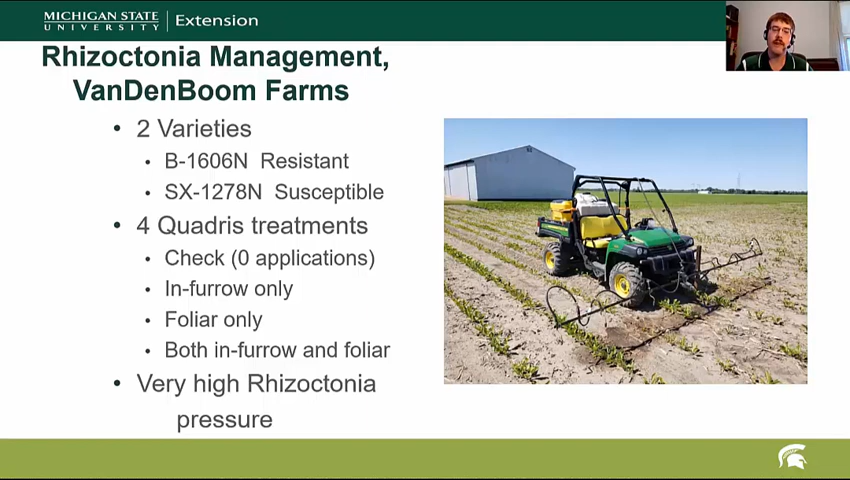 MICHIGAN STATE
UNIVERSITY
Extension
Rhizoctonia Management,
VanDenBoom Farms
• 2 Varieties
• B-1606N Resistant
• SX-1278N Susceptible
• 4 Quadris treatments
• Check (0 applications)
• In-furrow only
• Foliar only
• Both in-furrow and foliar
• Very high Rhizoctonia
pressure